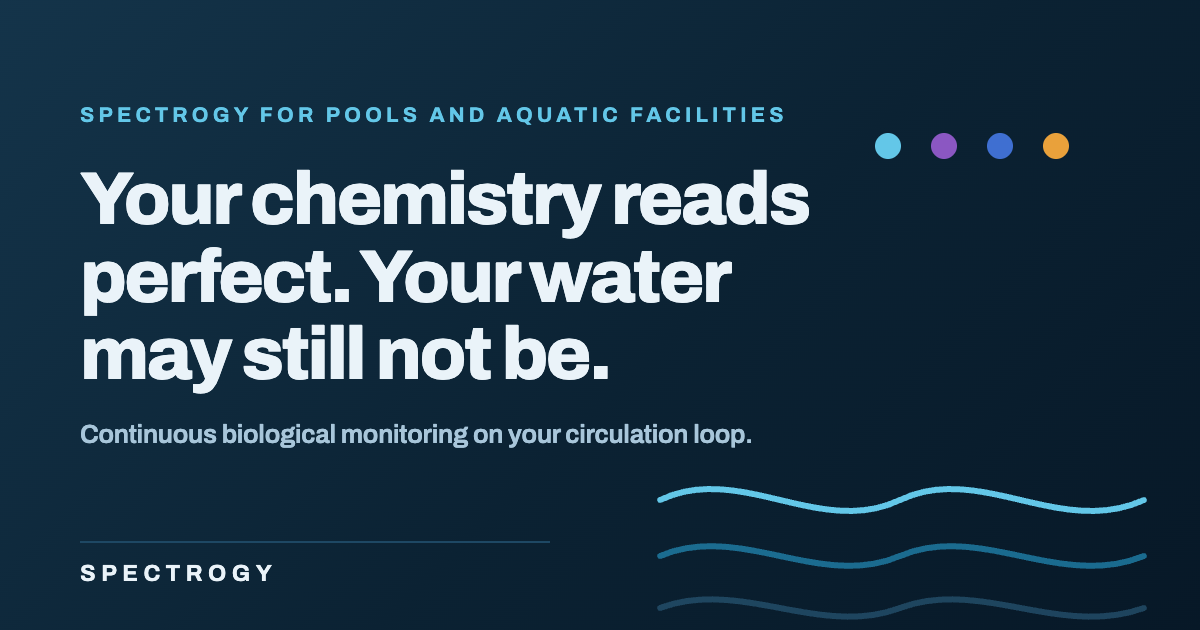 SPECTROGY FOR POOLS AND AQUATIC FACILITIES
Your chemistry reads
perfect. Your water
may still not be.
Continuous biological monitoring on your circulation loop.
SPECTROGY